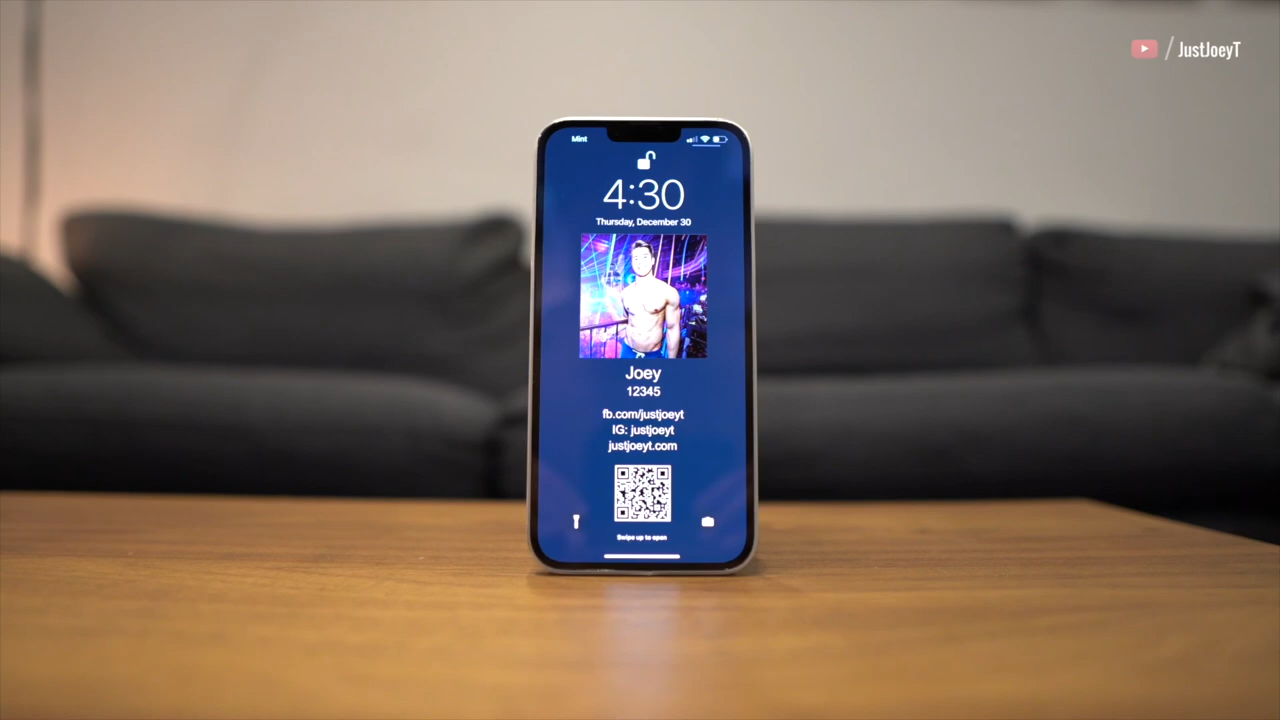 /JustJoeyT
Mint
4:30
Thursday, December 30
Joey
12345
fb.com/justjoeyt
IG: justjoeyt
justjoeyt.com
Swipe up to open